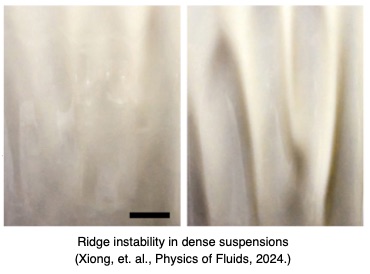 Ridge instability in dense suspensions
(Xiong, et. al., Physics of Fluids, 2024.)